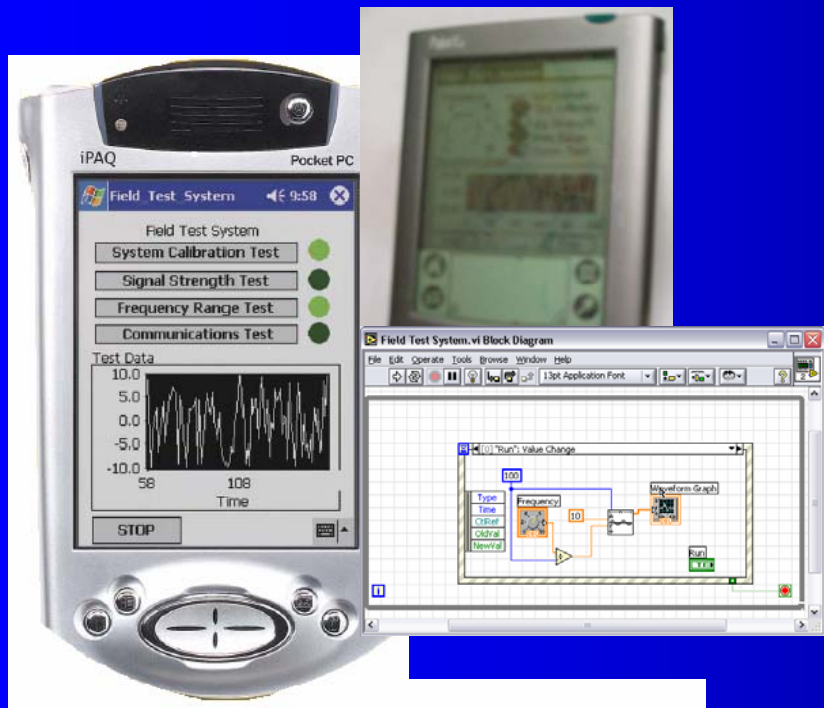 iPAQ
Pocket PC
Field_Test_System 9:58
Field Test System
System Calibration Test
Signal Strength Test
Frequency Range Test
Communications Test
Test Data
10.0
5.0
0.0
-5.0
-10.0
58 108
Time
STOP
Field Test System.vi Block Diagram
File Edit Operate Tools Browse Window Help
13pt Application Font
2
[0] "Run": Value Change
100
Type
Time
CtlRef
OldVal
NewVal
Frequency
10
Waveform Graph
Run
TF
i